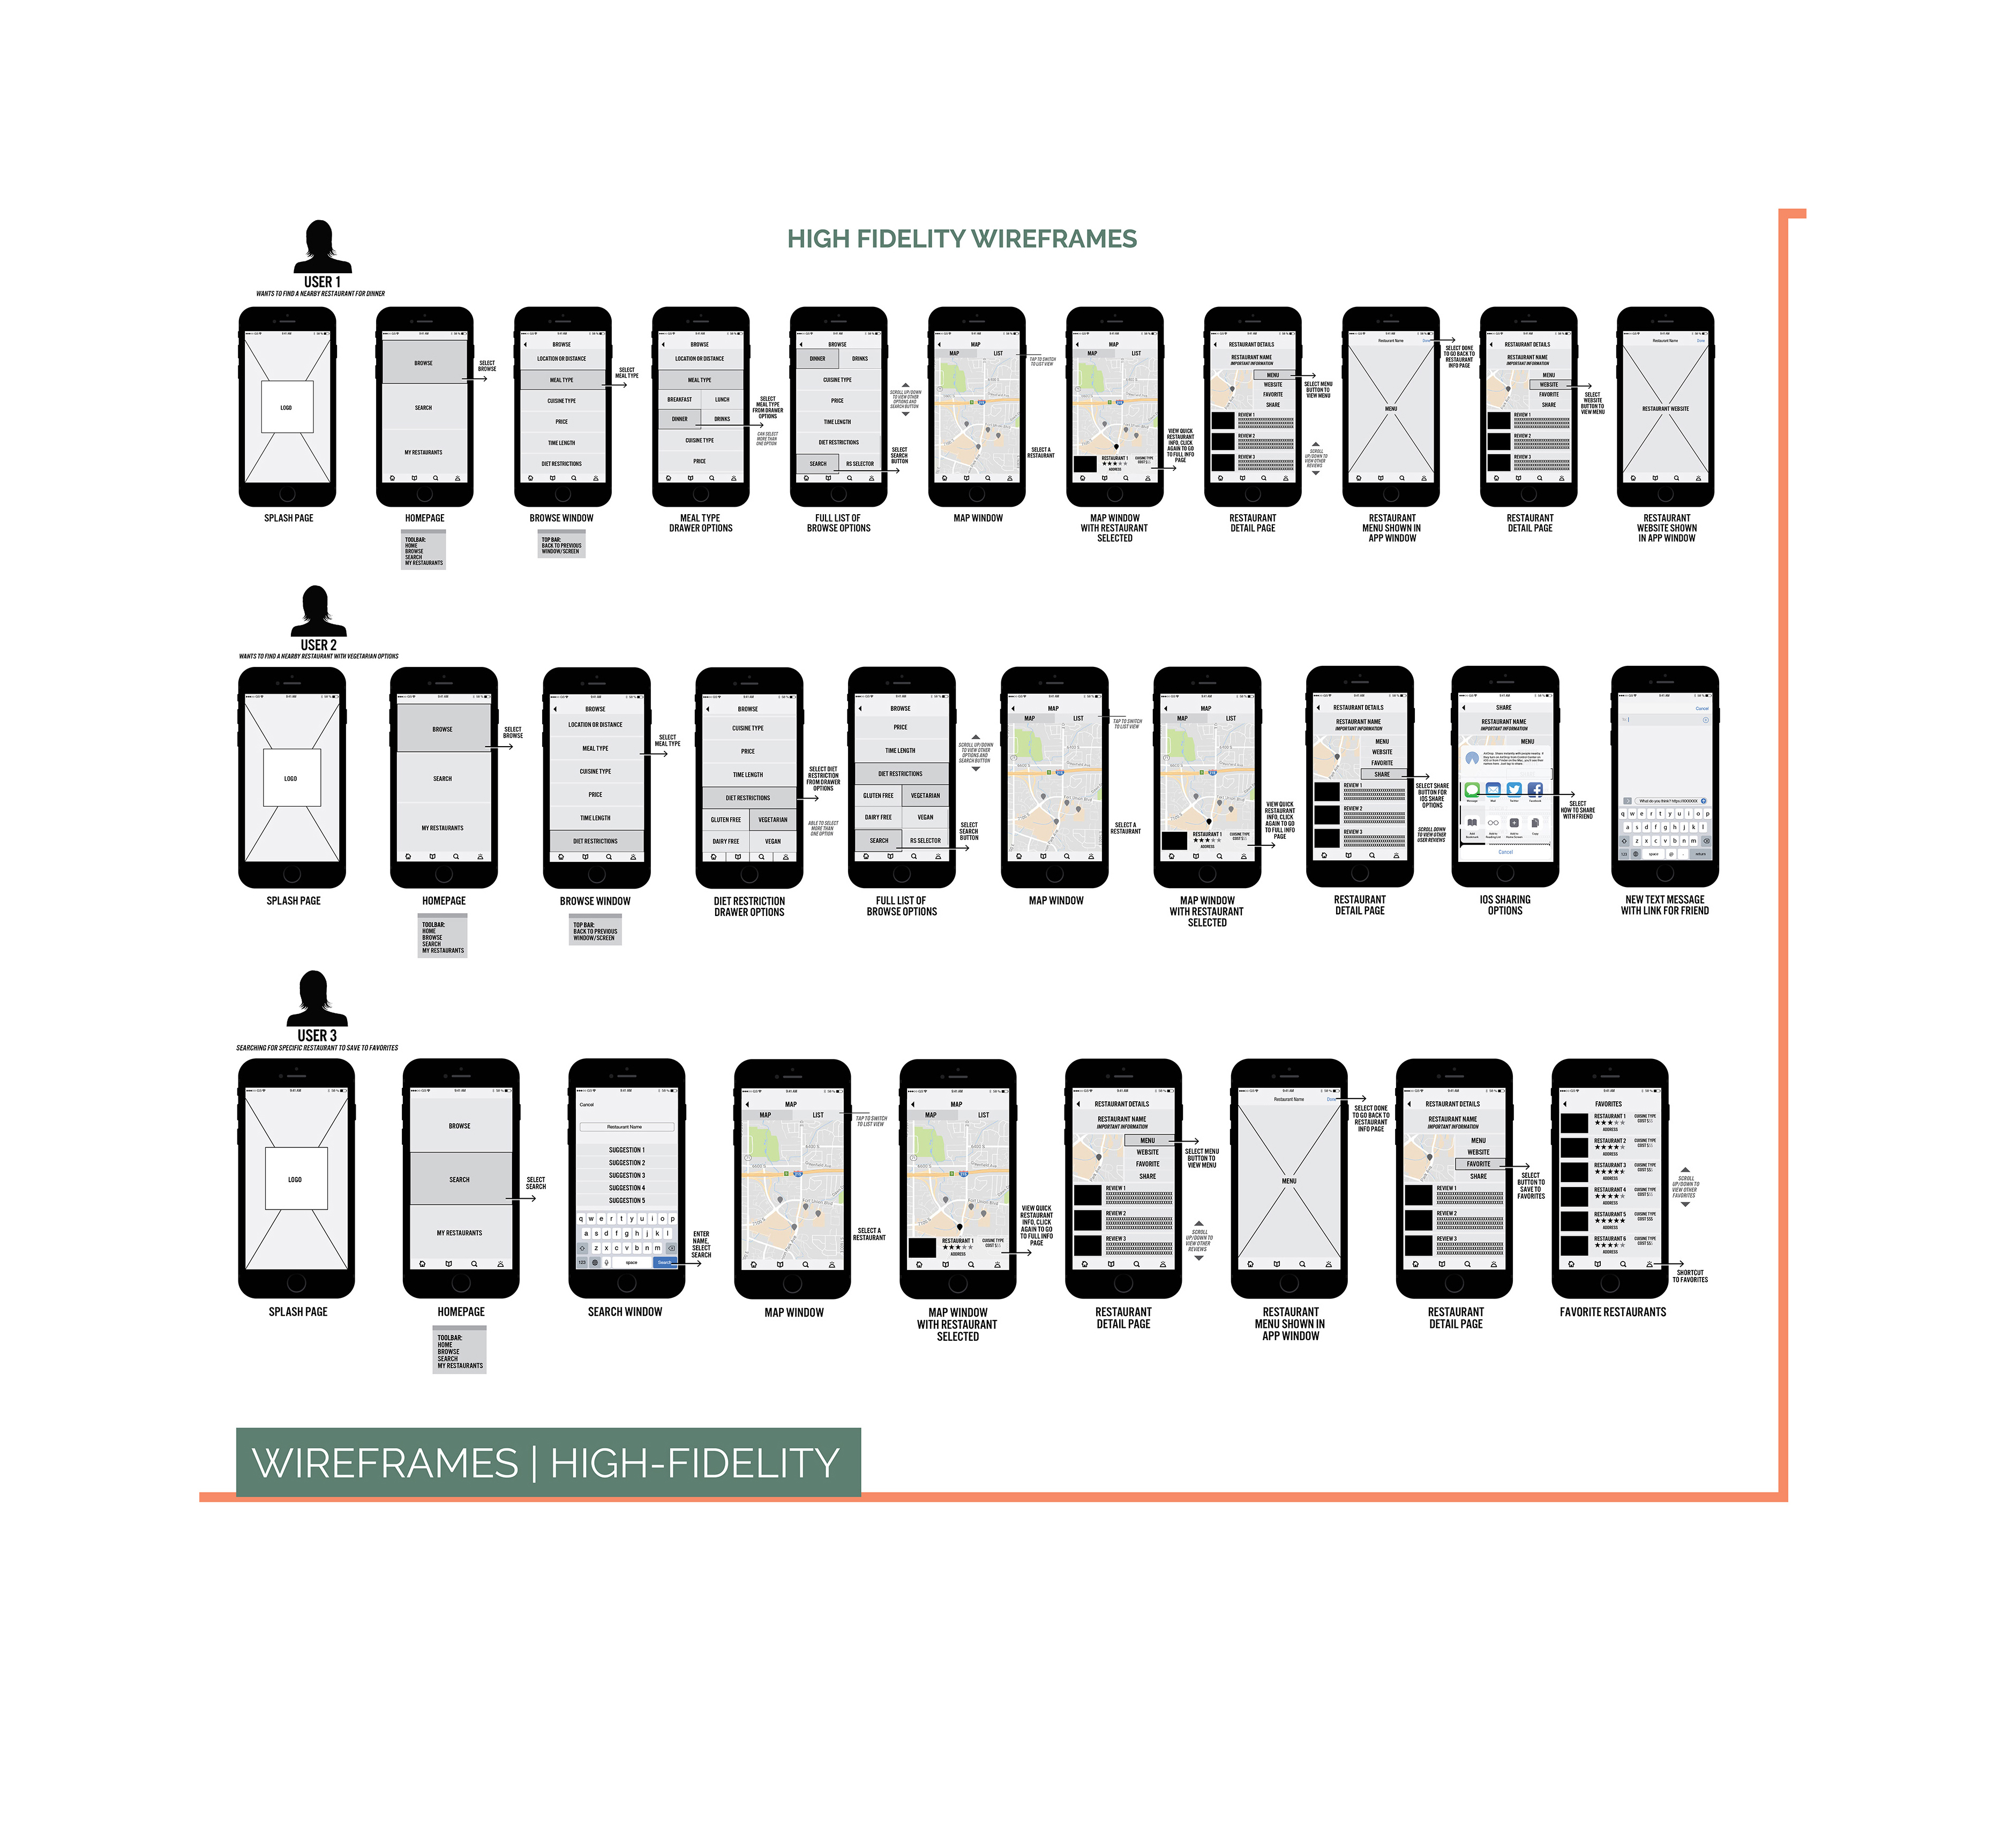 HIGH FIDELITY WIREFRAMES
USER 1
WANTS TO FIND A NEARBY RESTAURANT FOR DINNER
LOGO
SPLASH PAGE
BROWSE
SEARCH
MY RESTAURANTS
SELECT
BROWSE
HOMEPAGE
TOOLBAR:
HOME
BROWSE
SEARCH
MY RESTAURANTS
BROWSE
LOCATION OR DISTANCE
MEAL TYPE
CUISINE TYPE
PRICE
TIME LENGTH
DIET RESTRICTIONS
SELECT
MEAL TYPE
BROWSE WINDOW
TOP BAR:
BACK TO PREVIOUS
WINDOW/SCREEN
BROWSE
LOCATION OR DISTANCE
MEAL TYPE
BREAKFAST LUNCH
DINNER DRINKS
CUISINE TYPE
PRICE
SELECT
MEAL TYPE
FROM DRAWER
OPTIONS
CAN SELECT
MORE THAN
ONE OPTION
MEAL TYPE
DRAWER OPTIONS
BROWSE
DINNER DRINKS
CUISINE TYPE
PRICE
TIME LENGTH
DIET RESTRICTIONS
SEARCH RS SELECTOR
SCROLL UP/DOWN
TO VIEW OTHER
OPTIONS AND
SEARCH BUTTON
SELECT
SEARCH
BUTTON
FULL LIST OF
BROWSE OPTIONS
MAP
MAP LIST
TAP TO SWITCH
TO LIST VIEW
SELECT A
RESTAURANT
MAP WINDOW
MAP
MAP LIST
RESTAURANT 1 CUISINE TYPE
COST $$
ADDRESS
VIEW QUICK
RESTAURANT
INFO, CLICK
AGAIN TO GO
TO FULL INFO
PAGE
MAP WINDOW
WITH RESTAURANT
SELECTED
RESTAURANT DETAILS
RESTAURANT NAME
IMPORTANT INFORMATION
MENU
WEBSITE
FAVORITE
SHARE
REVIEW 1
REVIEW 2
REVIEW 3
SELECT MENU
BUTTON TO
VIEW MENU
SCROLL
UP/DOWN TO
VIEW OTHER
REVIEWS
RESTAURANT
DETAIL PAGE
Restaurant Name Done
MENU
SELECT DONE
TO GO BACK TO
RESTAURANT
INFO PAGE
RESTAURANT
MENU SHOWN IN
APP WINDOW
RESTAURANT DETAILS
RESTAURANT NAME
IMPORTANT INFORMATION
MENU
WEBSITE
FAVORITE
SHARE
REVIEW 1
REVIEW 2
REVIEW 3
SELECT
WEBSITE
BUTTON TO
VIEW MENU
RESTAURANT
DETAIL PAGE
Restaurant Name Done
RESTAURANT WEBSITE
RESTAURANT
WEBSITE SHOWN
IN APP WINDOW
USER 2
WANTS TO FIND A NEARBY RESTAURANT WITH VEGETARIAN OPTIONS
LOGO
SPLASH PAGE
BROWSE
SEARCH
MY RESTAURANTS
SELECT
BROWSE
HOMEPAGE
TOOLBAR:
HOME
BROWSE
SEARCH
MY RESTAURANTS
BROWSE
LOCATION OR DISTANCE
MEAL TYPE
CUISINE TYPE
PRICE
TIME LENGTH
DIET RESTRICTIONS
SELECT
MEAL TYPE
BROWSE WINDOW
TOP BAR:
BACK TO PREVIOUS
WINDOW/SCREEN
BROWSE
CUISINE TYPE
PRICE
TIME LENGTH
DIET RESTRICTIONS
GLUTEN FREE VEGETARIAN
DAIRY FREE VEGAN
SELECT DIET
RESTRICTION
FROM DRAWER
OPTIONS
ABLE TO SELECT
MORE THAN
ONE OPTION
DIET RESTRICTION
DRAWER OPTIONS
BROWSE
PRICE
TIME LENGTH
DIET RESTRICTIONS
GLUTEN FREE VEGETARIAN
DAIRY FREE VEGAN
SEARCH RS SELECTOR
SCROLL UP/DOWN
TO VIEW OTHER
OPTIONS AND
SEARCH BUTTON
SELECT
SEARCH
BUTTON
FULL LIST OF
BROWSE OPTIONS
MAP
MAP LIST
TAP TO SWITCH
TO LIST VIEW
SELECT A
RESTAURANT
MAP WINDOW
MAP
MAP LIST
RESTAURANT 1 CUISINE TYPE
COST $$
ADDRESS
VIEW QUICK
RESTAURANT
INFO, CLICK
AGAIN TO GO
TO FULL INFO
PAGE
MAP WINDOW
WITH RESTAURANT
SELECTED
RESTAURANT DETAILS
RESTAURANT NAME
IMPORTANT INFORMATION
MENU
WEBSITE
FAVORITE
SHARE
REVIEW 1
REVIEW 2
REVIEW 3
SELECT SHARE
BUTTON FOR
IOS SHARE
OPTIONS
SCROLL DOWN
TO VIEW OTHER
USER REVIEWS
RESTAURANT
DETAIL PAGE
SHARE
RESTAURANT NAME
IMPORTANT INFORMATION
MENU
Message Mail Twitter Facebook
Cancel
SELECT
HOW TO SHARE
WITH FRIEND
IOS SHARING
OPTIONS
Cancel
What do you think?
q w e r t y u i o p
a s d f g h j k l
z x c v b n m
123 space @ . return
NEW TEXT MESSAGE
WITH LINK FOR FRIEND
USER 3
SEARCHING FOR SPECIFIC RESTAURANT TO SAVE TO FAVORITES
LOGO
SPLASH PAGE
BROWSE
SEARCH
MY RESTAURANTS
SELECT
SEARCH
HOMEPAGE
TOOLBAR:
HOME
BROWSE
SEARCH
MY RESTAURANTS
Cancel
Restaurant Name
SUGGESTION 1
SUGGESTION 2
SUGGESTION 3
SUGGESTION 4
SUGGESTION 5
q w e r t y u i o p
a s d f g h j k l
z x c v b n m
123 space Search
ENTER
NAME,
SELECT
SEARCH
SEARCH WINDOW
MAP
MAP LIST
TAP TO SWITCH
TO LIST VIEW
SELECT A
RESTAURANT
MAP WINDOW
MAP
MAP LIST
RESTAURANT 1 CUISINE TYPE
COST $$
ADDRESS
VIEW QUICK
RESTAURANT
INFO, CLICK
AGAIN TO GO
TO FULL INFO
PAGE
MAP WINDOW
WITH RESTAURANT
SELECTED
RESTAURANT DETAILS
RESTAURANT NAME
IMPORTANT INFORMATION
MENU
WEBSITE
FAVORITE
SHARE
REVIEW 1
REVIEW 2
REVIEW 3
SELECT MENU
BUTTON TO
VIEW MENU
SCROLL
UP/DOWN TO
VIEW OTHER
REVIEWS
RESTAURANT
DETAIL PAGE
Restaurant Name Done
MENU
SELECT DONE
TO GO BACK TO
RESTAURANT
INFO PAGE
RESTAURANT
MENU SHOWN IN
APP WINDOW
RESTAURANT DETAILS
RESTAURANT NAME
IMPORTANT INFORMATION
MENU
WEBSITE
FAVORITE
SHARE
REVIEW 1
REVIEW 2
REVIEW 3
SELECT
BUTTON TO
SAVE TO
FAVORITES
RESTAURANT
DETAIL PAGE
FAVORITES
RESTAURANT 1 CUISINE TYPE
COST $$
ADDRESS
RESTAURANT 2 CUISINE TYPE
ADDRESS
RESTAURANT 3 CUISINE TYPE
ADDRESS
RESTAURANT 4 CUISINE TYPE
ADDRESS
RESTAURANT 5 CUISINE TYPE
COST $$$
ADDRESS
RESTAURANT 6 CUISINE TYPE
ADDRESS
SCROLL
UP/DOWN TO
VIEW OTHER
FAVORITES
SHORTCUT
TO FAVORITES
FAVORITE RESTAURANTS
WIREFRAMES | HIGH-FIDELITY